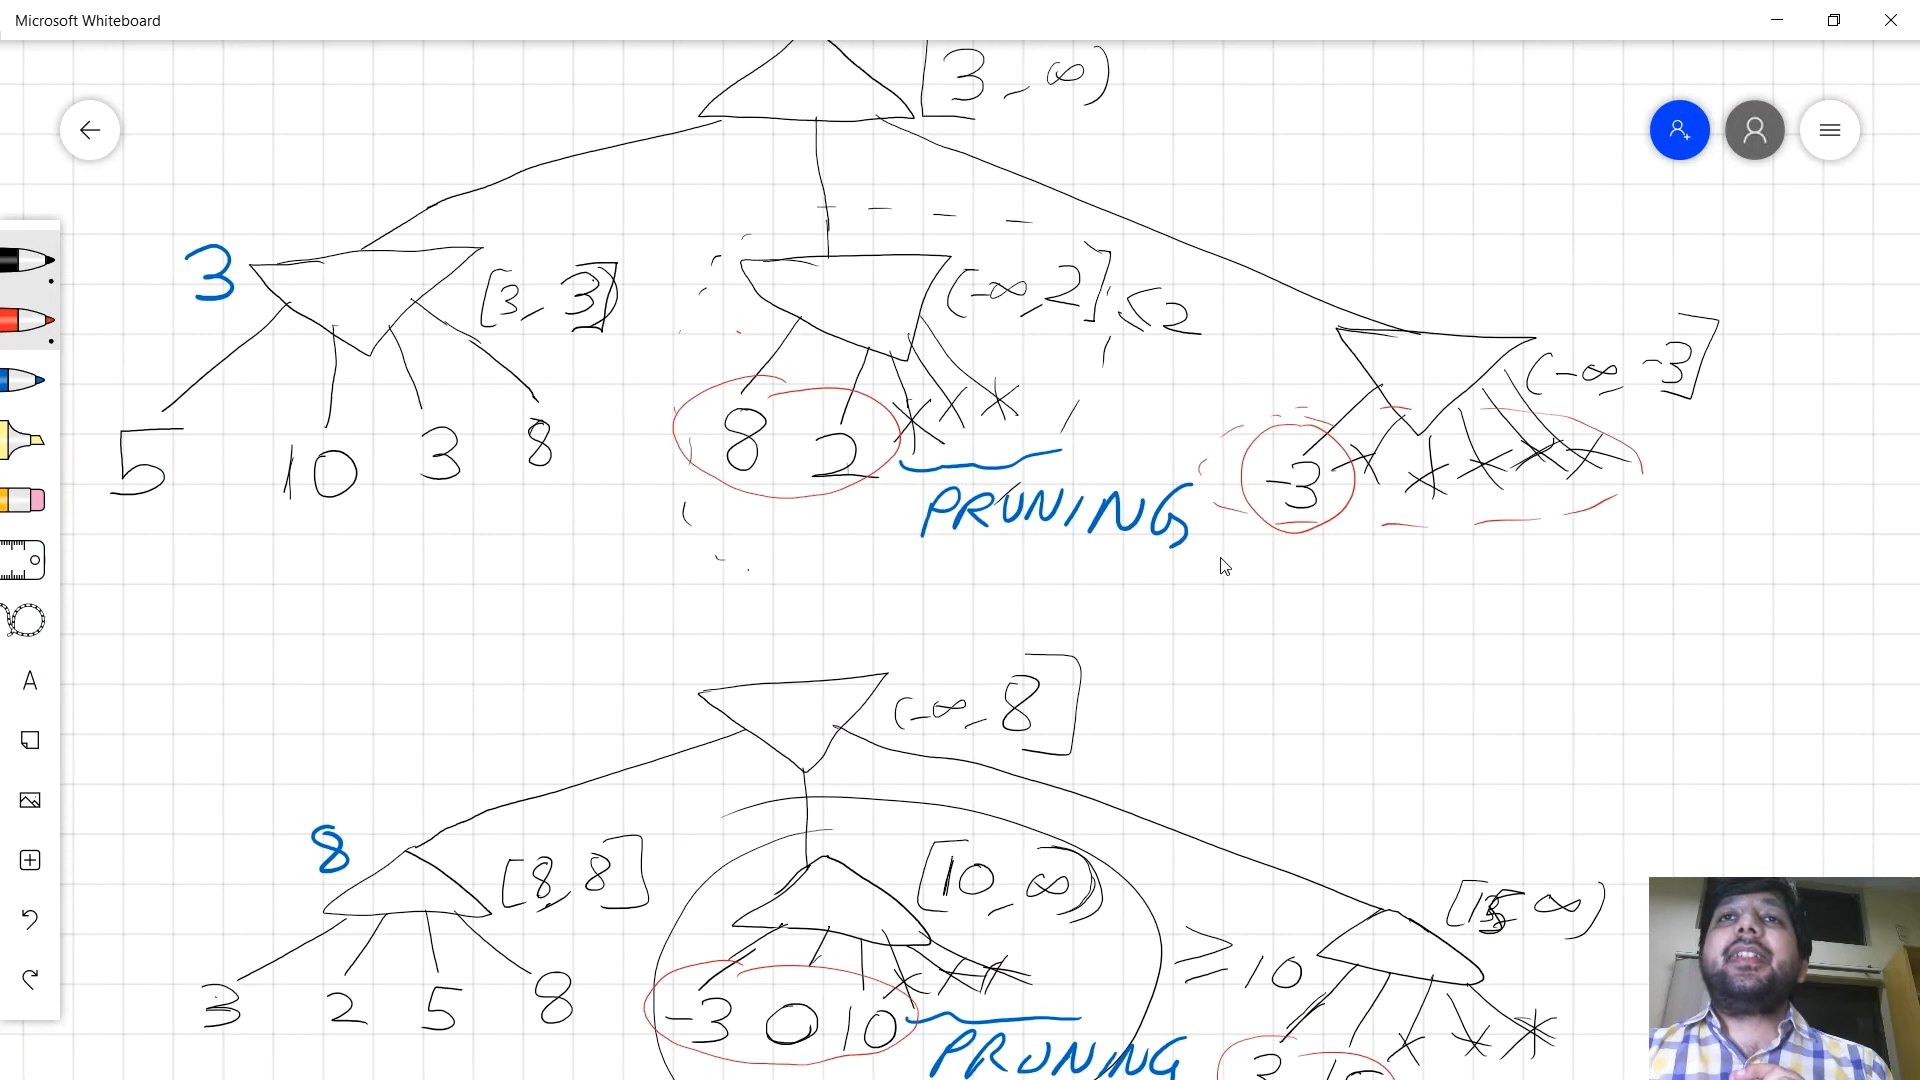 Microsoft Whiteboard
[3, ∞)
3
[3, 3]
(-∞, 2] ≤2
(-∞, -3]
5 10 3 8
8 2
-3
PRUNING
(-∞, 8]
8
[8, 8]
[10, ∞)
∞)
≥10
3 2 5 8
-3 0 10
PRUNING
A